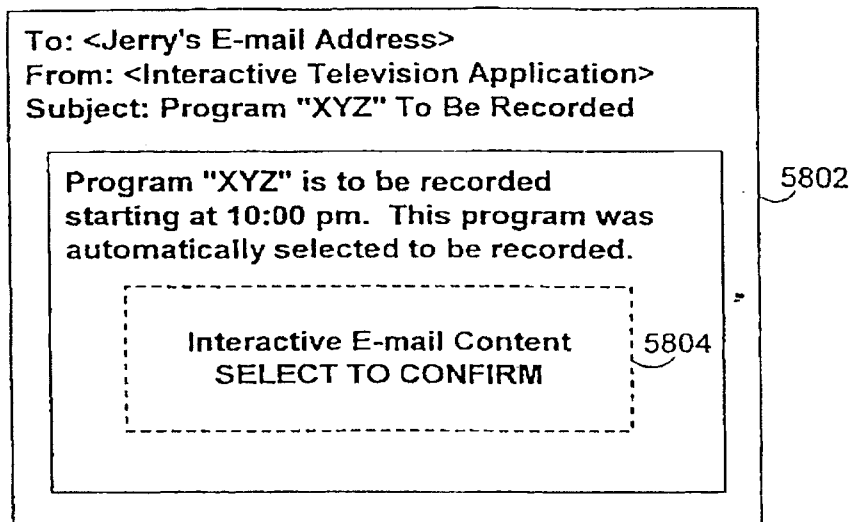 To: <Jerry's E-mail Address>
From: <Interactive Television Application>
Subject: Program "XYZ" To Be Recorded
Program "XYZ" is to be recorded
starting at 10:00 pm. This program was
automatically selected to be recorded.
Interactive E-mail Content
SELECT TO CONFIRM
5802
5804